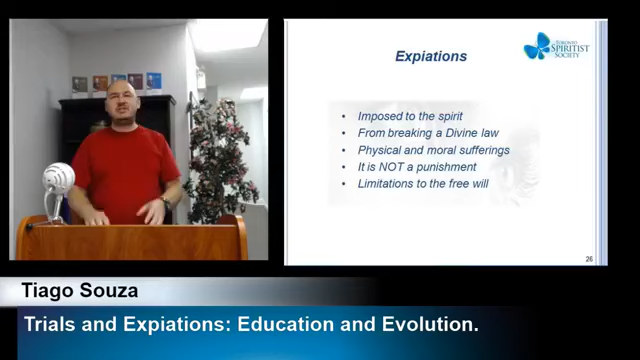 Expiations
TORONTO
SPIRITIST
SOCIETY
• Imposed to the spirit
• From breaking a Divine law
• Physical and moral sufferings
• It is NOT a punishment
• Limitations to the free will
26
Tiago Souza
Trials and Expiations: Education and Evolution.